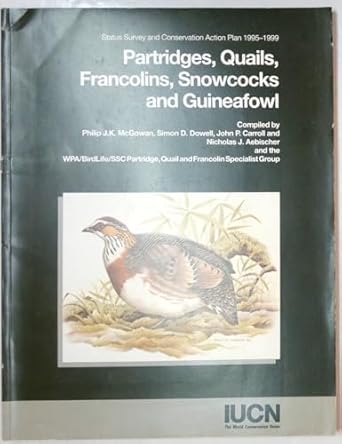 Status Survey and Conservation Action Plan 1995–1999
Partridges, Quails,
Francolins, Snowcocks
and Guineafowl
Compiled by
Philip J.K. McGowan, Simon D. Dowell, John P. Carroll and
Nicholas J. Aebischer
and the
WPA/BirdLife/SSC Partridge, Quail and Francolin Specialist Group
IUCN
The World Conservation Union